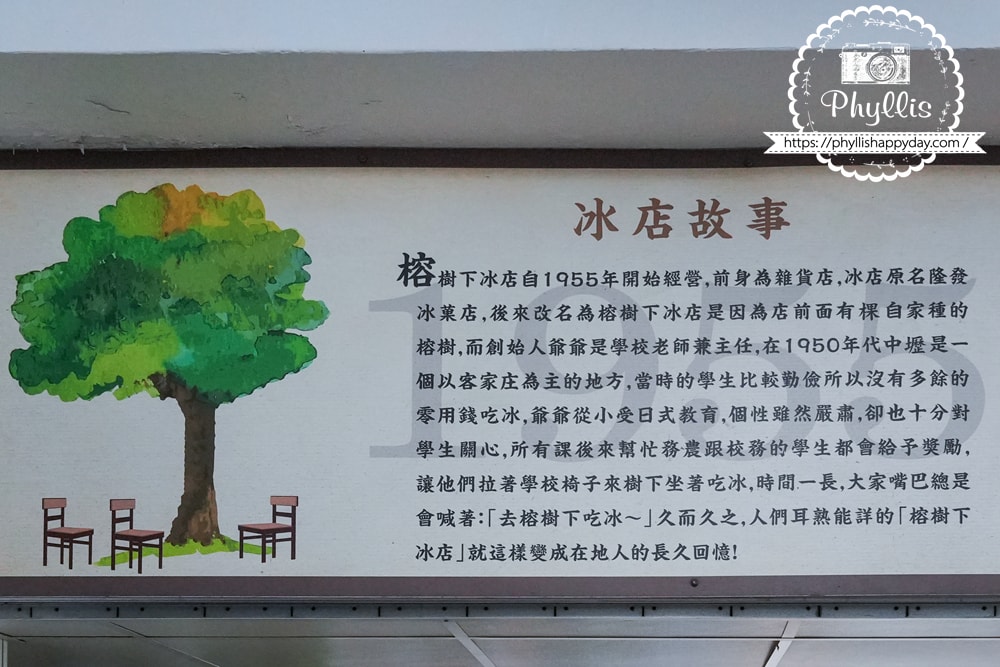 Phyllis
https://phyllishappyday.com/
冰店故事
榕樹下冰店自1955年開始經營,前身為雜貨店,冰店原名隆發
冰菓店,後來改名為榕樹下冰店是因為店前面有棵自家種的
榕樹,而創始人爺爺是學校老師兼主任,在1950年代中壢是一
個以客家庄為主的地方,當時的學生比較勤儉所以沒有多餘的
零用錢吃冰,爺爺從小受日式教育,個性雖然嚴肅,卻也十分對
學生關心,所有課後來幫忙務農跟校務的學生都會給予獎勵,
讓他們拉著學校椅子來樹下坐著吃冰,時間一長,大家嘴巴總是
會喊著:「去榕樹下吃冰～」久而久之,人們耳熟能詳的「榕樹下
冰店」就這樣變成在地人的長久回憶!
1955